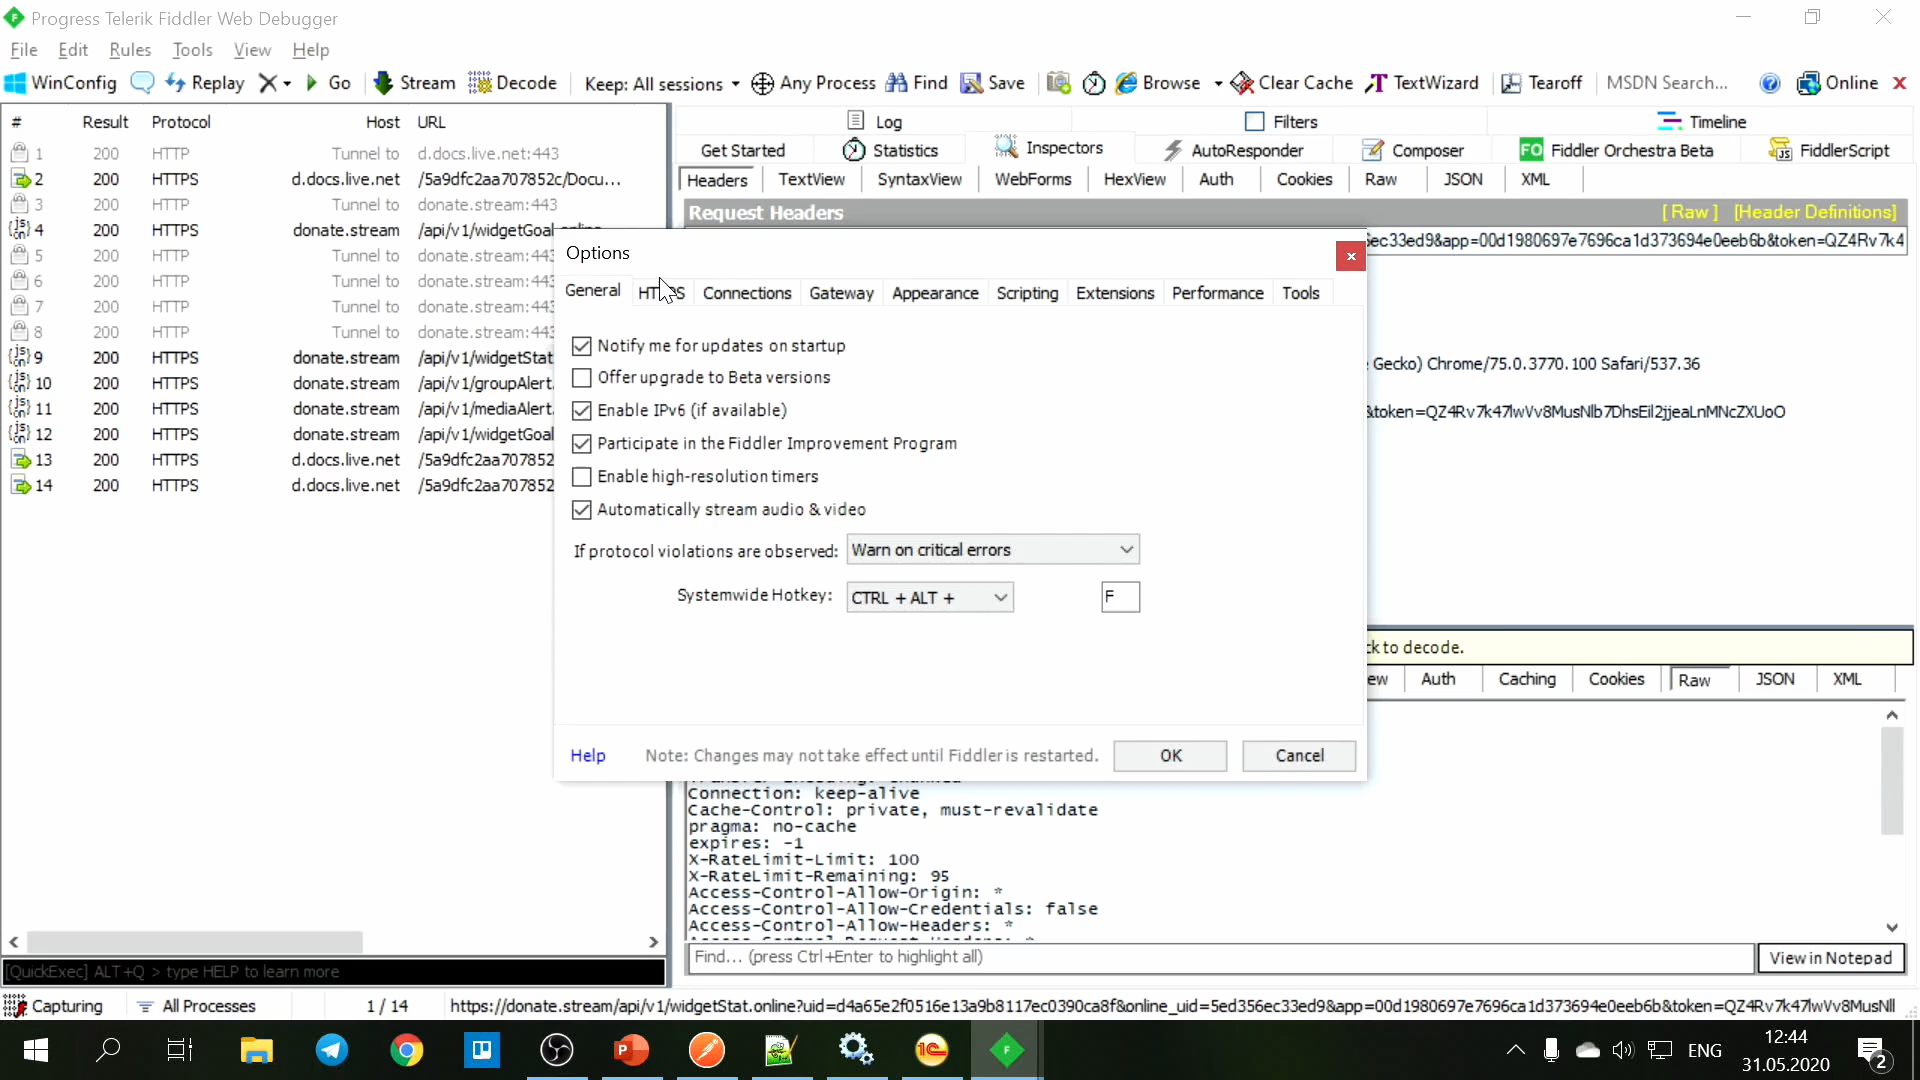 Progress Telerik Fiddler Web Debugger
File Edit Rules Tools View Help
WinConfig Replay Go Stream Decode Keep: All sessions Any Process Find Save Browse Clear Cache TextWizard Tearoff MSDN Search... Online
# Result Protocol Host URL
1 200 HTTP Tunnel to d.docs.live.net:443
2 200 HTTPS d.docs.live.net /5a9dfc2aa707852c/Docu...
3 200 HTTP Tunnel to donate.stream:443
4 200 HTTPS donate.stream /api/v1/widgetGoal.online
5 200 HTTP Tunnel to donate.stream:443
6 200 HTTP Tunnel to donate.stream:443
7 200 HTTP Tunnel to donate.stream:443
8 200 HTTP Tunnel to donate.stream:443
9 200 HTTPS donate.stream /api/v1/widgetStat
10 200 HTTPS donate.stream /api/v1/groupAlert.
11 200 HTTPS donate.stream /api/v1/mediaAlert.
12 200 HTTPS donate.stream /api/v1/widgetGoal
13 200 HTTPS d.docs.live.net /5a9dfc2aa707852
14 200 HTTPS d.docs.live.net /5a9dfc2aa707852
[QuickExec] ALT+Q > type HELP to learn more
Log Filters Timeline
Get Started Statistics Inspectors AutoResponder Composer FO Fiddler Orchestra Beta FiddlerScript
Headers TextView SyntaxView WebForms HexView Auth Cookies Raw JSON XML
Request Headers [ Raw ] [Header Definitions]
ec33ed9&app=00d1980697e7696ca1d373694e0eeb6b&token=QZ4Rv7k4
Gecko) Chrome/75.0.3770.100 Safari/537.36
&token=QZ4Rv7k47lwVv8MusNlb7DhsEil2jjeaLnMNcZXUoO
Options
General HTTPS Connections Gateway Appearance Scripting Extensions Performance Tools
Notify me for updates on startup
Offer upgrade to Beta versions
Enable IPv6 (if available)
Participate in the Fiddler Improvement Program
Enable high-resolution timers
Automatically stream audio & video
If protocol violations are observed: Warn on critical errors
Systemwide Hotkey: CTRL + ALT + F
Help Note: Changes may not take effect until Fiddler is restarted. OK Cancel
to decode.
ew Auth Caching Cookies Raw JSON XML
Connection: keep-alive
Cache-Control: private, must-revalidate
pragma: no-cache
expires: -1
X-RateLimit-Limit: 100
X-RateLimit-Remaining: 95
Access-Control-Allow-Origin: *
Access-Control-Allow-Credentials: false
Access-Control-Allow-Headers: *
Find... (press Ctrl+Enter to highlight all) View in Notepad
Capturing All Processes 1 / 14 https://donate.stream/api/v1/widgetStat.online?uid=d4a65e2f0516e13a9b8117ec0390ca8f&online_uid=5ed356ec33ed9&app=00d1980697e7696ca1d373694e0eeb6b&token=QZ4Rv7k47lwVv8MusNll
ENG 12:44
31.05.2020
2